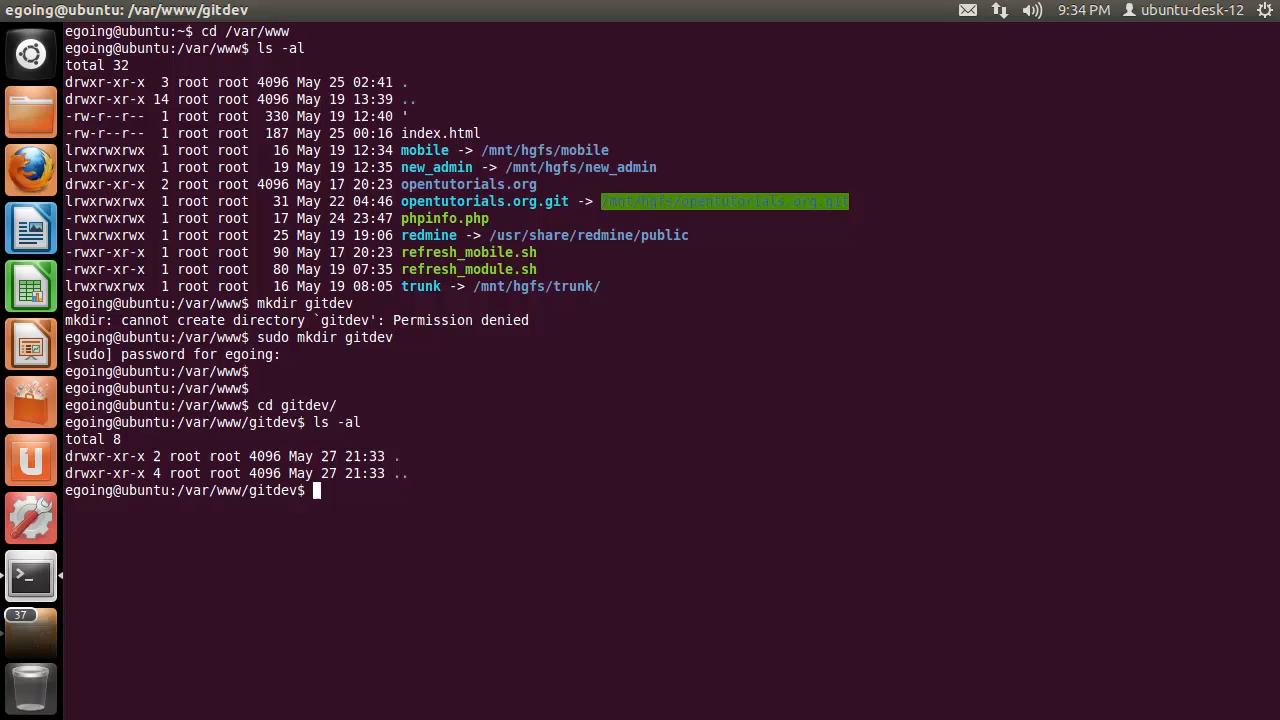 egoing@ubuntu: /var/www/gitdev
9:34 PM
ubuntu-desk-12
egoing@ubuntu:~$ cd /var/www
egoing@ubuntu:/var/www$ ls -al
total 32
drwxr-xr-x  3 root root 4096 May 25 02:41 .
drwxr-xr-x 14 root root 4096 May 19 13:39 ..
-rw-r--r--  1 root root  330 May 19 12:40 '
-rw-r--r--  1 root root  187 May 25 00:16 index.html
lrwxrwxrwx  1 root root   16 May 19 12:34 mobile -> /mnt/hgfs/mobile
lrwxrwxrwx  1 root root   19 May 19 12:35 new_admin -> /mnt/hgfs/new_admin
drwxr-xr-x  2 root root 4096 May 17 20:23 opentutorials.org
lrwxrwxrwx  1 root root   31 May 22 04:46 opentutorials.org.git -> /mnt/hgfs/opentutorials.org.git
-rwxrwxrwx  1 root root   17 May 24 23:47 phpinfo.php
lrwxrwxrwx  1 root root   25 May 19 19:06 redmine -> /usr/share/redmine/public
-rwxr-xr-x  1 root root   90 May 17 20:23 refresh_mobile.sh
-rwxr-xr-x  1 root root   80 May 19 07:35 refresh_module.sh
lrwxrwxrwx  1 root root   16 May 19 08:05 trunk -> /mnt/hgfs/trunk/
egoing@ubuntu:/var/www$ mkdir gitdev
mkdir: cannot create directory `gitdev': Permission denied
egoing@ubuntu:/var/www$ sudo mkdir gitdev
[sudo] password for egoing:
egoing@ubuntu:/var/www$
egoing@ubuntu:/var/www$
egoing@ubuntu:/var/www$ cd gitdev/
egoing@ubuntu:/var/www/gitdev$ ls -al
total 8
drwxr-xr-x 2 root root 4096 May 27 21:33 .
drwxr-xr-x 4 root root 4096 May 27 21:33 ..
egoing@ubuntu:/var/www/gitdev$
37